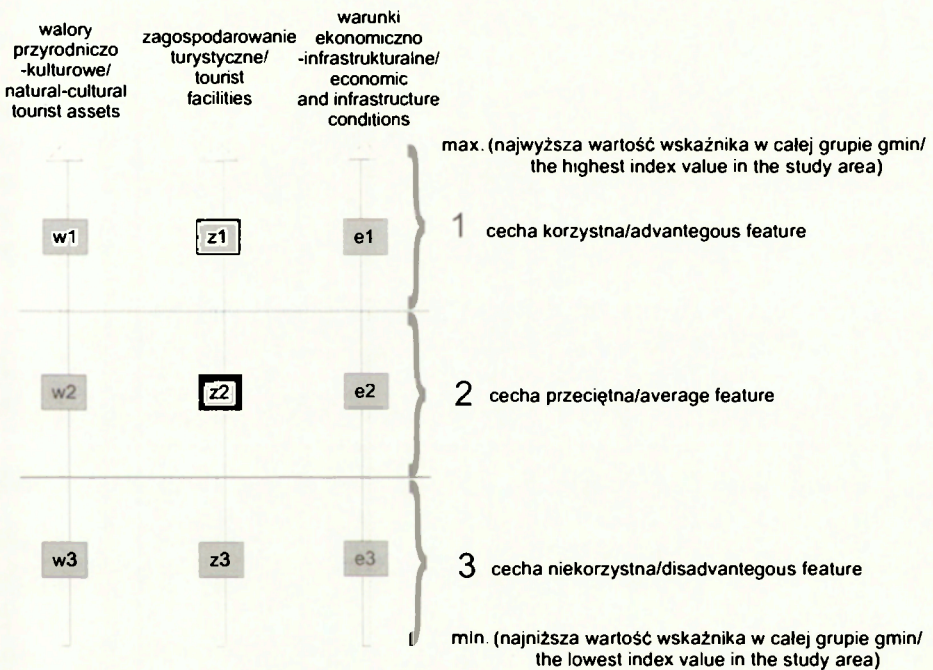 walory
przyrodniczo
-kulturowe/
natural-cultural
tourist assets
zagospodarowanie
turystyczne/
tourist
facilities
warunki
ekonomiczno
-infrastrukturalne/
economic
and infrastructure
conditions
max. (najwyższa wartość wskaźnika w całej grupie gmin/
the highest index value in the study area)
w1 z1 e1 1 cecha korzystna/advantegous feature
w2 z2 e2 2 cecha przeciętna/average feature
w3 z3 e3 3 cecha niekorzystna/disadvantegous feature
min. (najniższa wartość wskaźnika w całej grupie gmin/
the lowest index value in the study area)